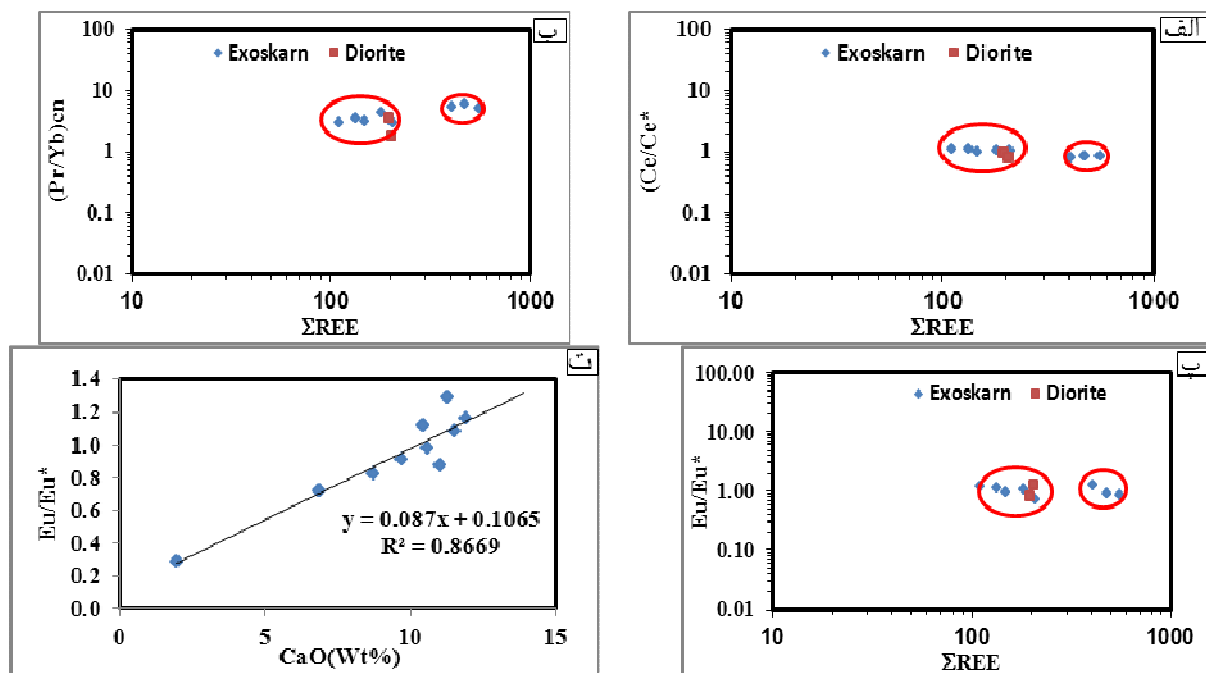 الف
100
10
1
0.1
0.01
(Ce/Ce*
Exoskarn Diorite
10 100 1000
ΣREE
ب
100
10
1
0.1
0.01
(Pr/Yb)cn
Exoskarn Diorite
10 100 1000
ΣREE
پ
100.00
10.00
1.00
0.10
0.01
Eu/Eu*
Exoskarn Diorite
10 100 1000
ΣREE
ت
1.4
1.2
1.0
0.8
0.6
0.4
0.2
0.0
Eu/Eu*
y = 0.087x + 0.1065
R² = 0.8669
0 5 10 15
CaO(Wt%)